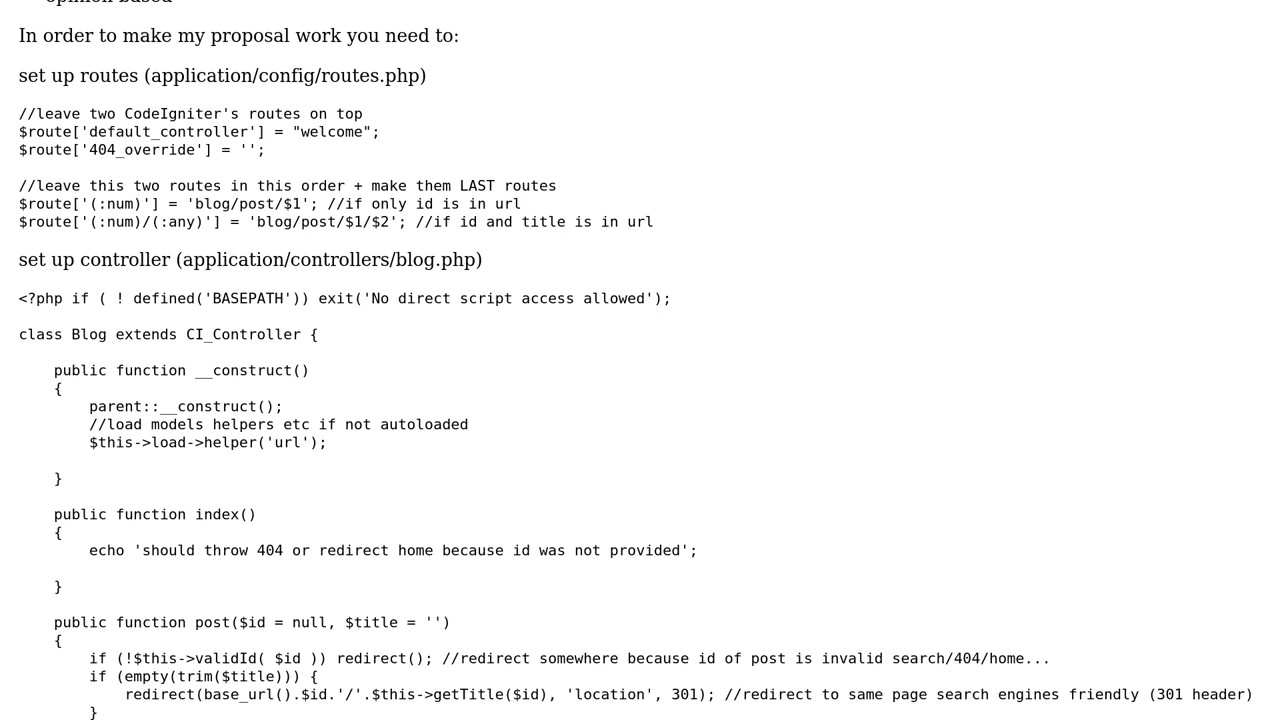 opinion based
In order to make my proposal work you need to:
set up routes (application/config/routes.php)
//leave two CodeIgniter's routes on top
$route['default_controller'] = "welcome";
$route['404_override'] = '';
//leave this two routes in this order + make them LAST routes
$route['(:num)'] = 'blog/post/$1'; //if only id is in url
$route['(:num)/(:any)'] = 'blog/post/$1/$2'; //if id and title is in url
set up controller (application/controllers/blog.php)
<?php if ( ! defined('BASEPATH')) exit('No direct script access allowed');
class Blog extends CI_Controller {
    public function __construct()
    {
        parent::__construct();
        //load models helpers etc if not autoloaded
        $this->load->helper('url');
    }
    public function index()
    {
        echo 'should throw 404 or redirect home because id was not provided';
    }
    public function post($id = null, $title = '')
    {
        if (!$this->validId( $id )) redirect(); //redirect somewhere because id of post is invalid search/404/home...
        if (empty(trim($title))) {
            redirect(base_url().$id.'/'.$this->getTitle($id), 'location', 301); //redirect to same page search engines friendly (301 header)
        }